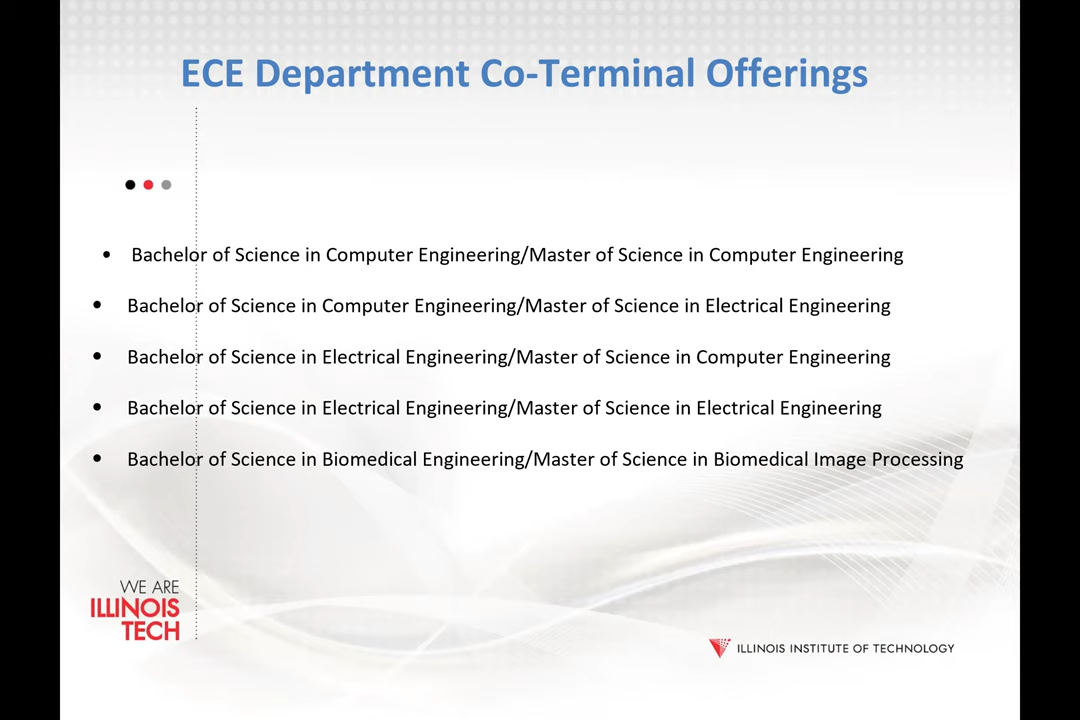 ECE Department Co-Terminal Offerings
• Bachelor of Science in Computer Engineering/Master of Science in Computer Engineering
• Bachelor of Science in Computer Engineering/Master of Science in Electrical Engineering
• Bachelor of Science in Electrical Engineering/Master of Science in Computer Engineering
• Bachelor of Science in Electrical Engineering/Master of Science in Electrical Engineering
• Bachelor of Science in Biomedical Engineering/Master of Science in Biomedical Image Processing
WE ARE
ILLINOIS
TECH
ILLINOIS INSTITUTE OF TECHNOLOGY